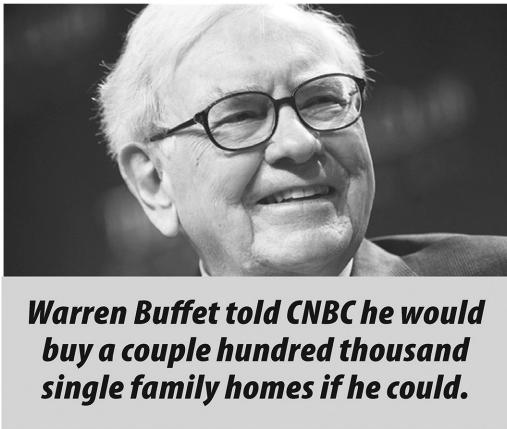 Warren Buffet told CNBC he would
buy a couple hundred thousand
single family homes if he could.